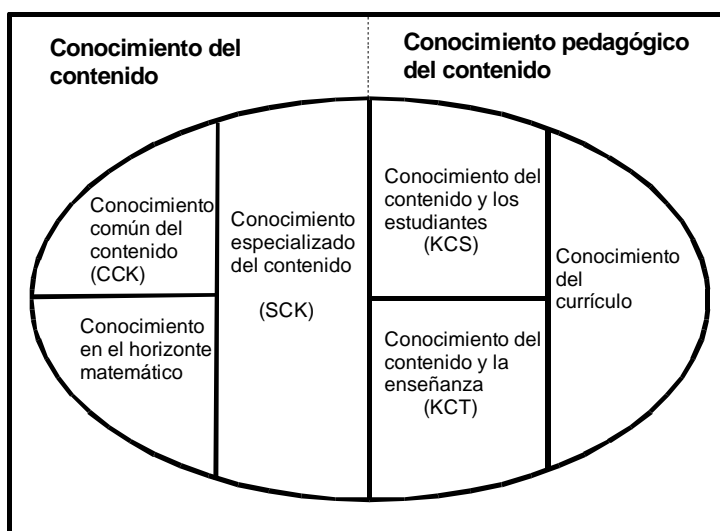 Conocimiento del
contenido
Conocimiento pedagógico
del contenido
Conocimiento
común del
contenido
(CCK)
Conocimiento
en el horizonte
matemático
Conocimiento
especializado
del contenido
(SCK)
Conocimiento del
contenido y los
estudiantes
(KCS)
Conocimiento del
contenido y la
enseñanza
(KCT)
Conocimiento
del
currículo